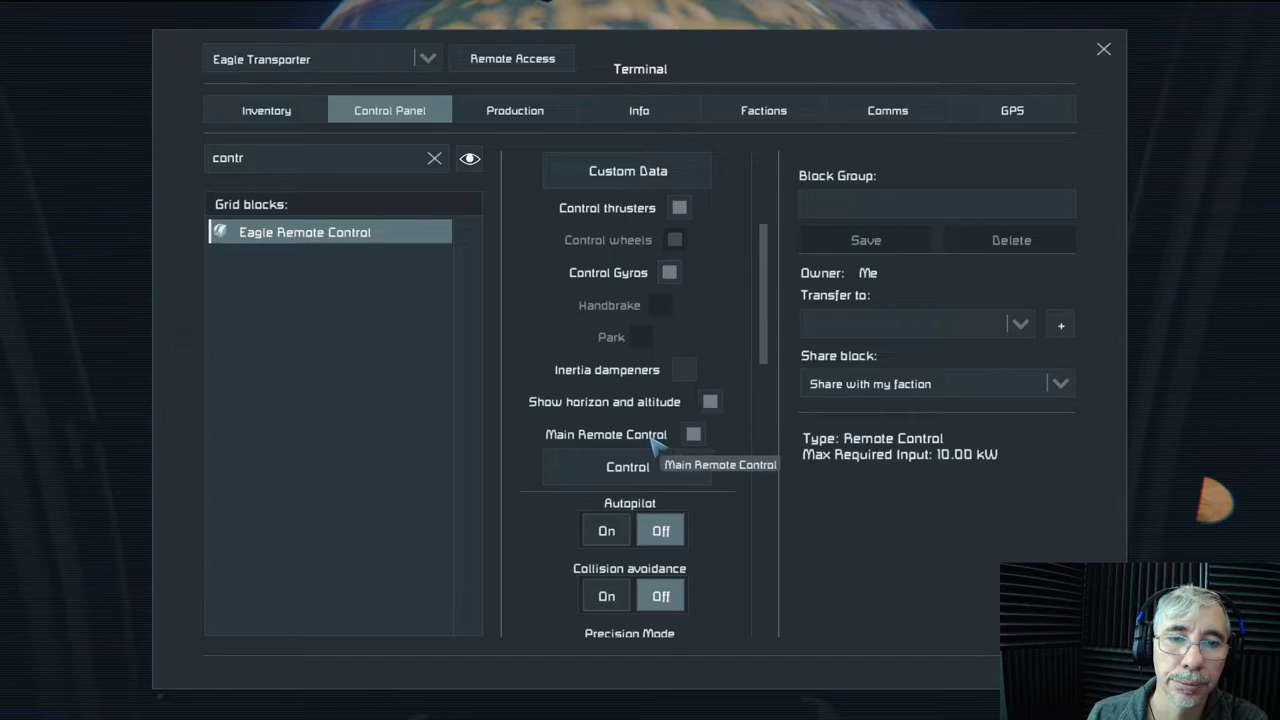 Eagle Transporter
Remote Access
Terminal
Inventory
Control Panel
Production
Info
Factions
Comms
GPS
contr
Grid blocks:
Eagle Remote Control
Custom Data
Control thrusters
Control wheels
Control Gyros
Handbrake
Park
Inertia dampeners
Show horizon and altitude
Main Remote Control
Control
Main Remote Control
Autopilot
On Off
Collision avoidance
On Off
Precision Mode
Block Group:
Save Delete
Owner: Me
Transfer to:
+
Share block:
Share with my faction
Type: Remote Control
Max Required Input: 10.00 kW